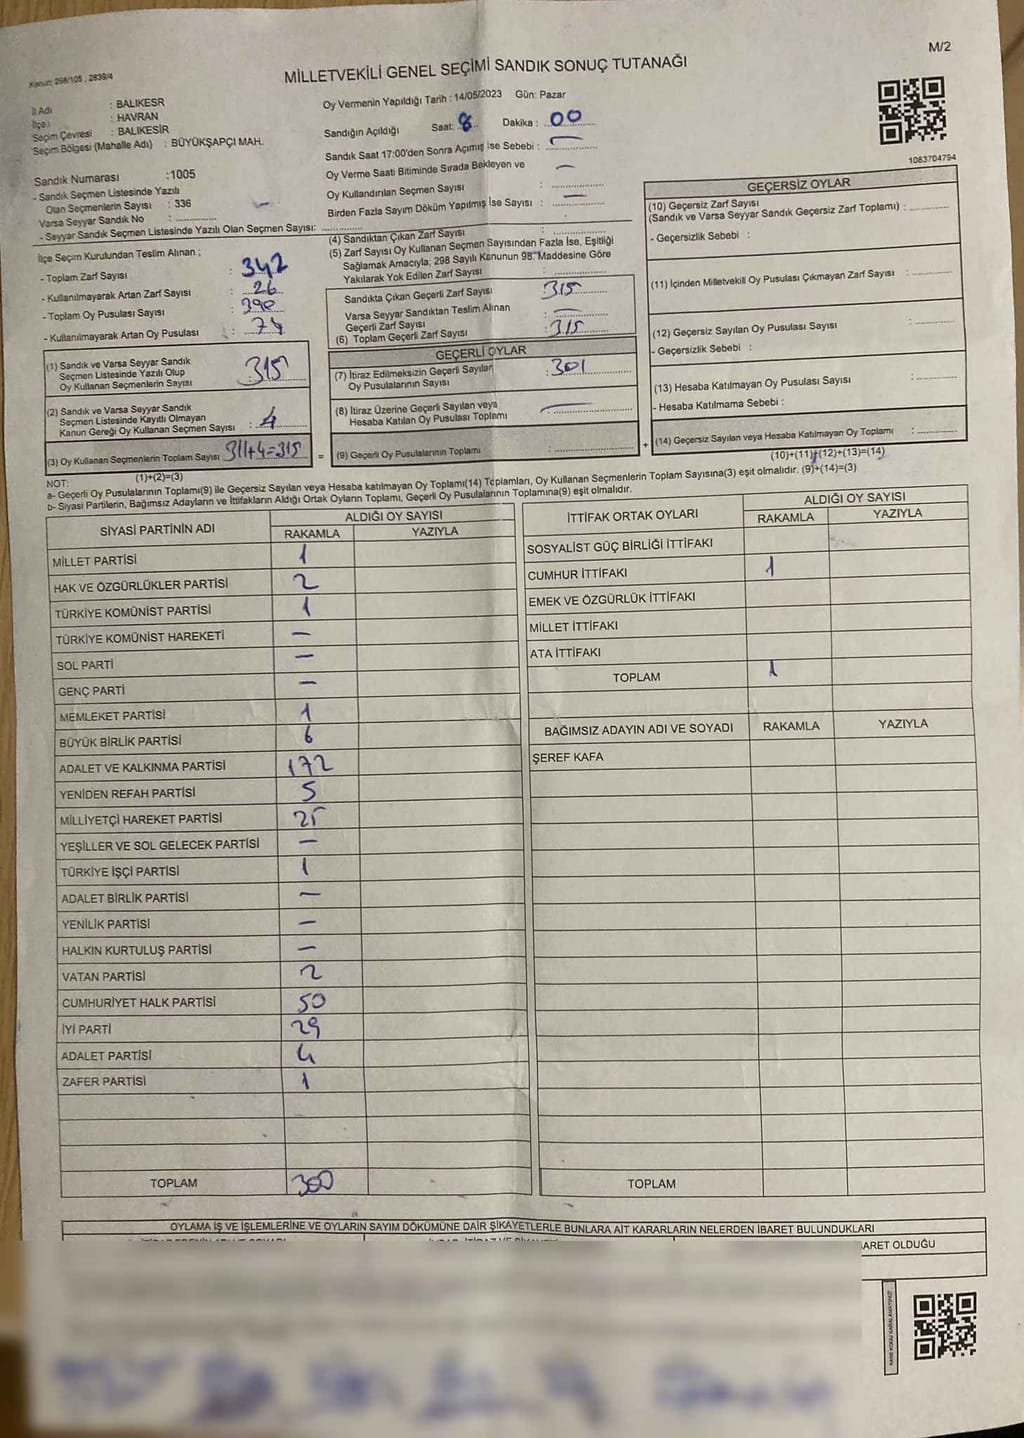 M/2
Kanun: 298/105 , 2839/4
MİLLETVEKİLİ GENEL SEÇİMİ SANDIK SONUÇ TUTANAĞI
İl Adı : BALIKESR
İlçe : HAVRAN
Seçim Çevresi : BALIKESİR
Seçim Bölgesi (Mahalle Adı) : BÜYÜKŞAPÇI MAH.
Sandık Numarası :1005
- Sandık Seçmen Listesinde Yazılı
Olan Seçmenlerin Sayısı : 336
Varsa Seyyar Sandık No :
- Seyyar Sandık Seçmen Listesinde Yazılı Olan Seçmen Sayısı:
Oy Vermenin Yapıldığı Tarih : 14/05/2023 Gün: Pazar
Sandığın Açıldığı Saat: 8 Dakika : 00
Sandık Saat 17:00'den Sonra Açımış İse Sebebi : —
Oy Verme Saati Bitiminde Sırada Bekleyen ve —
Oy Kullandırılan Seçmen Sayısı :
Birden Fazla Sayım Döküm Yapılmış İse Sayısı : —
1083704794
İlçe Seçim Kurulundan Teslim Alınan ;
- Toplam Zarf Sayısı : 342
- Kullanılmayarak Artan Zarf Sayısı : 26
- Toplam Oy Pusulası Sayısı : 390
- Kullanılmayarak Artan Oy Pusulası : 74
(1) Sandık ve Varsa Seyyar Sandık
Seçmen Listesinde Yazılı Olup
Oy Kullanan Seçmenlerin Sayısı 315
(2) Sandık ve Varsa Seyyar Sandık
Seçmen Listesinde Kayıtlı Olmayan
Kanun Gereği Oy Kullanan Seçmen Sayısı : 4
(3) Oy Kullanan Seçmenlerin Toplam Sayısı 311+4=315
(1)+(2)=(3)
(4) Sandıktan Çıkan Zarf Sayısı :
(5) Zarf Sayısı Oy Kullanan Seçmen Sayısından Fazla İse, Eşitliği
Sağlamak Amacıyla; 298 Sayılı Kanunun 98. Maddesine Göre
Yakılarak Yok Edilen Zarf Sayısı :
Sandıkta Çıkan Geçerli Zarf Sayısı 315
Varsa Seyyar Sandıktan Teslim Alınan
Geçerli Zarf Sayısı : —
(6) Toplam Geçerli Zarf Sayısı : 315
GEÇERLİ OYLAR
(7) İtiraz Edilmeksizin Geçerli Sayılan
Oy Pusulalarının Sayısı : 301
(8) İtiraz Üzerine Geçerli Sayılan veya
Hesaba Katılan Oy Pusulası Toplemı : —
= (9) Geçerli Oy Pusulalarının Toplamı : +
GEÇERSİZ OYLAR
(10) Geçersiz Zarf Sayısı
(Sandık ve Varsa Seyyar Sandık Geçersiz Zarf Toplamı) :
- Geçersizlik Sebebi :
(11) İçinden Milletvekili Oy Pusulası Çıkmayan Zarf Sayısı :
(12) Geçersiz Sayılan Oy Pusulası Sayısı :
- Geçersizlik Sebebi :
(13) Hesaba Katılmayan Oy Pusulası Sayısı :
- Hesaba Katılmama Sebebi :
(14) Geçersiz Sayılan veya Hesaba Katılmayan Oy Toplamı :
(10)+(11)+(12)+(13)=(14)
NOT:
a- Geçerli Oy Pusulalarının Toplamı(9) ile Geçersiz Sayılan veya Hesaba katılmayan Oy Toplamı(14) Toplamları, Oy Kullanan Seçmenlerin Toplam Sayısına(3) eşit olmalıdır. (9)+(14)=(3)
b- Siyasi Partilerin, Bağımsız Adayların ve İttifakların Aldığı Ortak Oyların Toplamı, Geçerli Oy Pusulalarının Toplamına(9) eşit olmalıdır.
SİYASİ PARTİNİN ADI ALDIĞI OY SAYISI
RAKAMLA YAZIYLA
MİLLET PARTİSİ 1
HAK VE ÖZGÜRLÜKLER PARTİSİ 2
TÜRKİYE KOMÜNİST PARTİSİ 1
TÜRKİYE KOMÜNİST HAREKETİ —
SOL PARTİ —
GENÇ PARTİ —
MEMLEKET PARTİSİ 1
BÜYÜK BİRLİK PARTİSİ 6
ADALET VE KALKINMA PARTİSİ 172
YENİDEN REFAH PARTİSİ 5
MİLLİYETÇİ HAREKET PARTİSİ 25
YEŞİLLER VE SOL GELECEK PARTİSİ —
TÜRKİYE İŞÇİ PARTİSİ 1
ADALET BİRLİK PARTİSİ —
YENİLİK PARTİSİ —
HALKIN KURTULUŞ PARTİSİ —
VATAN PARTİSİ 2
CUMHURİYET HALK PARTİSİ 50
İYİ PARTİ 29
ADALET PARTİSİ 4
ZAFER PARTİSİ 1
TOPLAM 300
İTTİFAK ORTAK OYLARI ALDIĞI OY SAYISI
RAKAMLA YAZIYLA
SOSYALİST GÜÇ BİRLİĞİ İTTİFAKI
CUMHUR İTTİFAKI 1
EMEK VE ÖZGÜRLÜK İTTİFAKI
MİLLET İTTİFAKI
ATA İTTİFAKI
TOPLAM 1
BAĞIMSIZ ADAYIN ADI VE SOYADI RAKAMLA YAZIYLA
ŞEREF KAFA
TOPLAM
OYLAMA İŞ VE İŞLEMLERİNE VE OYLARIN SAYIM DÖKÜMÜNE DAİR ŞİKAYETLERLE BUNLARA AİT KARARLARIN NELERDEN İBARET BULUNDUKLARI
OLDUĞU